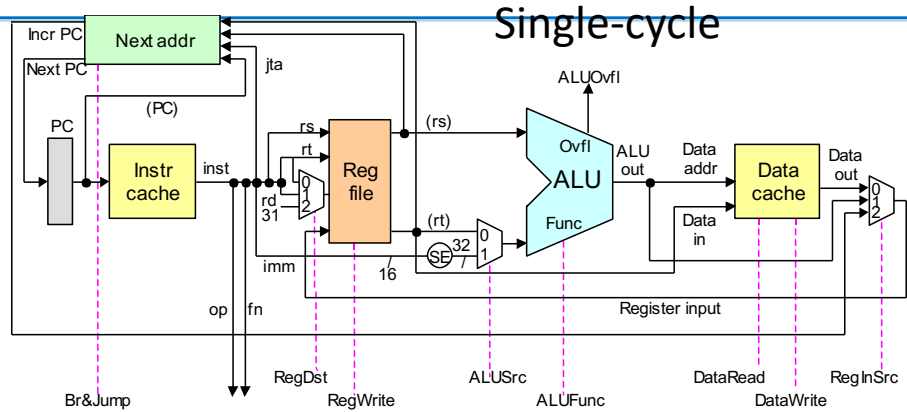 Single-cycle
Incr PC
Next addr
Next PC
jta
(PC)
ALUOvfl
PC
rs
(rs)
Instr
cache
inst
rt
Reg
file
Ovfl
ALU
ALU
out
Data
addr
Data
cache
Data
out
0
1
2
rd
31
0
1
2
(rt)
0
1
Func
Data
in
imm
16
SE
32
Register input
op
fn
RegDst
ALUSrc
DataRead
RegInSrc
Br&Jump
RegWrite
ALUFunc
DataWrite